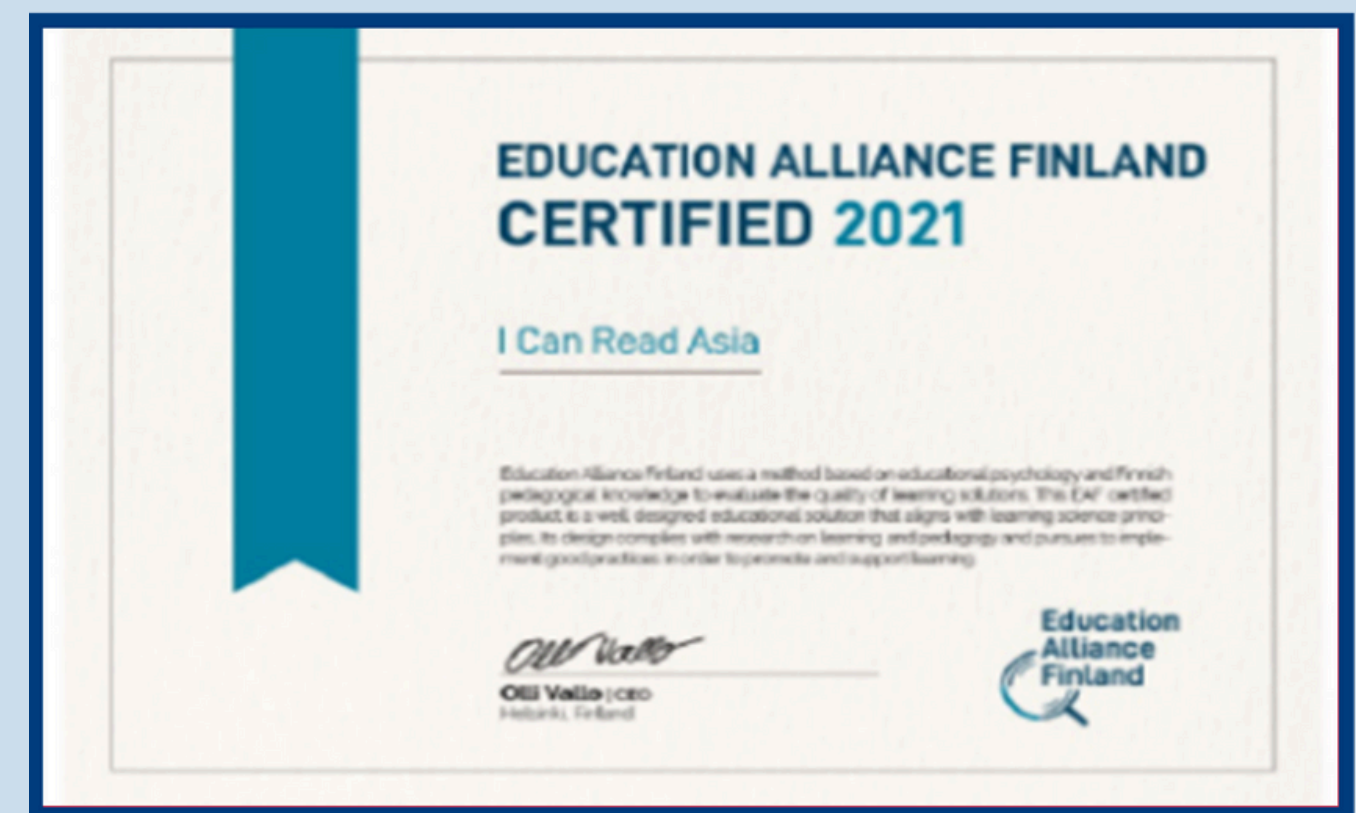 EDUCATION ALLIANCE FINLAND
CERTIFIED 2021
I Can Read Asia
Education Alliance Finland uses a method based on educational psychology and Finnish
pedagogical knowledge to evaluate the quality of learning solutions. This EAF certified
product is a well designed educational solution that aligns with learning science princi-
ples. Its design complies with research on learning and pedagogy and pursues to imple-
ment good practices in order to promote and support learning.
Olli Vallo
Olli Vallo | CEO
Helsinki, Finland
Education
Alliance
Finland